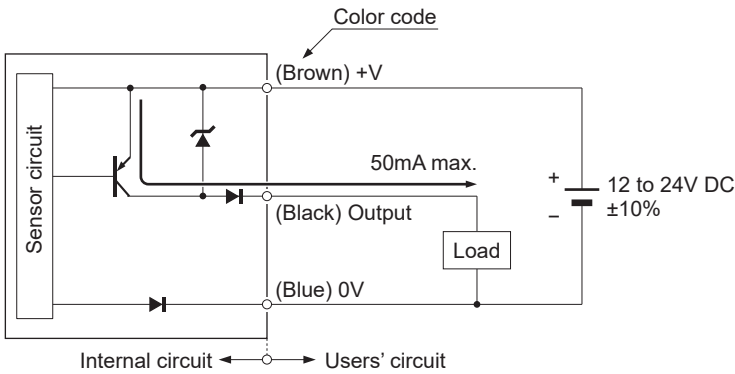 Color code
(Brown) +V
Sensor circuit
50mA max.
+
12 to 24V DC
−
±10%
(Black) Output
Load
(Blue) 0V
Internal circuit
Users’ circuit